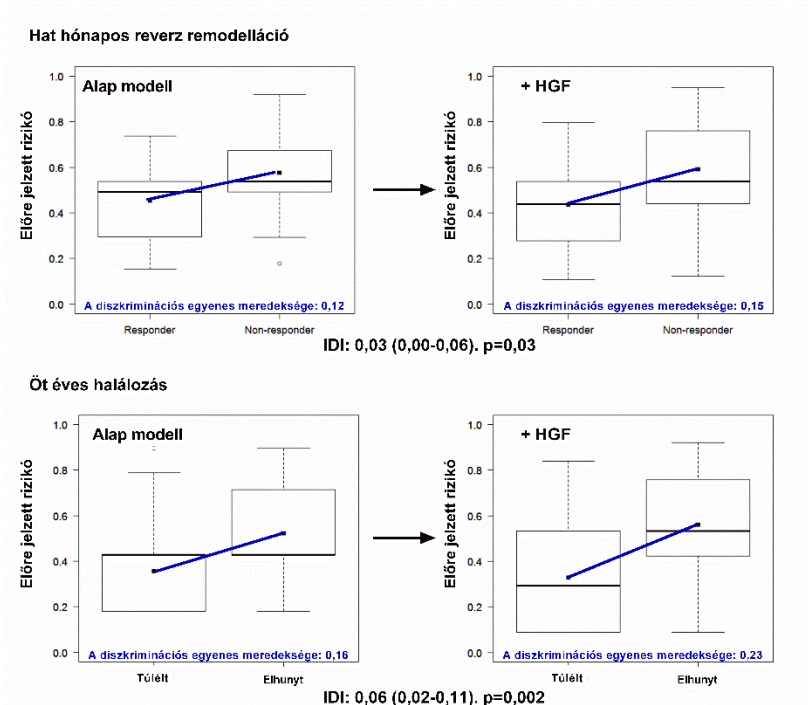 Hat hónapos reverz remodelláció
Alap modell
Előre jelzett rizikó
1.0
0.8
0.6
0.4
0.2
0.0
A diszkriminációs egyenes meredeksége: 0,12
Responder
Non-responder
+ HGF
Előre jelzett rizikó
1.0
0.8
0.6
0.4
0.2
0.0
A diszkriminációs egyenes meredeksége: 0,15
Responder
Non-responder
IDI: 0,03 (0,00-0,06). p=0,03
Öt éves halálozás
Alap modell
Előre jelzett rizikó
1.0
0.8
0.6
0.4
0.2
0.0
A diszkriminációs egyenes meredeksége: 0,16
Túlélt
Elhunyt
+ HGF
Előre jelzett rizikó
1.0
0.8
0.6
0.4
0.2
0.0
A diszkriminációs egyenes meredeksége: 0,23
Túlélt
Elhunyt
IDI: 0,06 (0,02-0,11). p=0,002